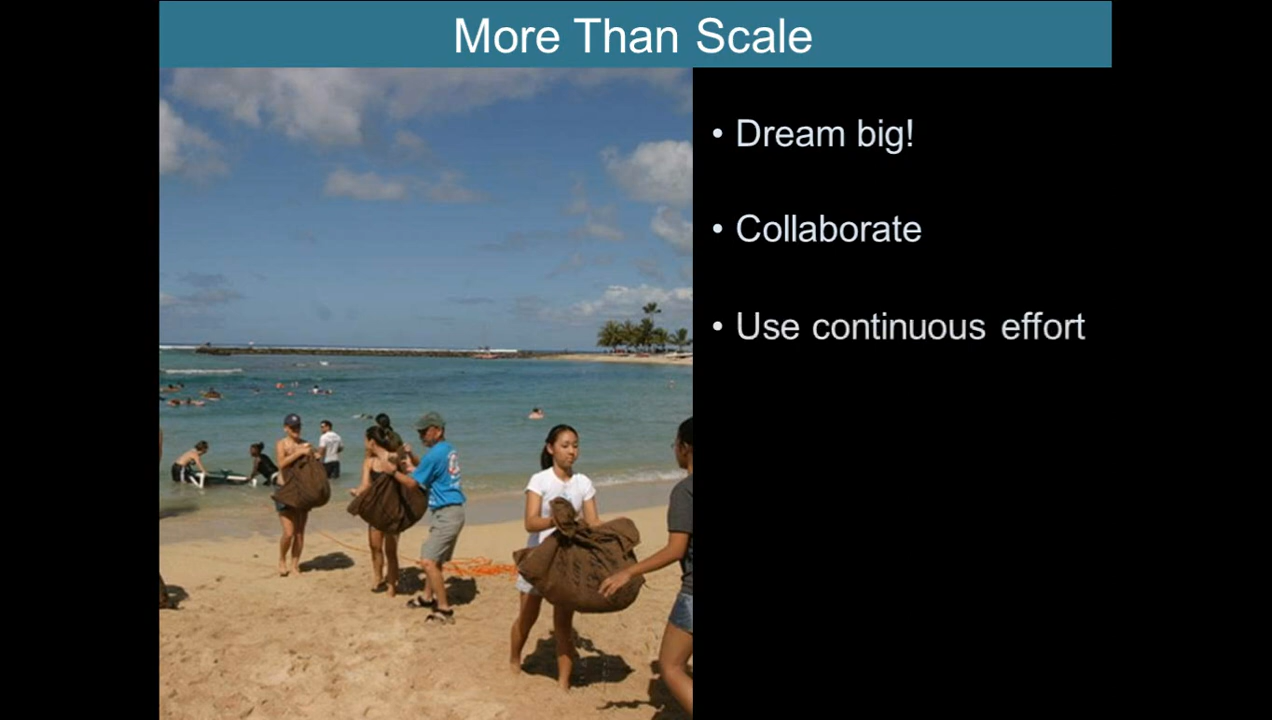 More Than Scale
• Dream big!
• Collaborate
• Use continuous effort